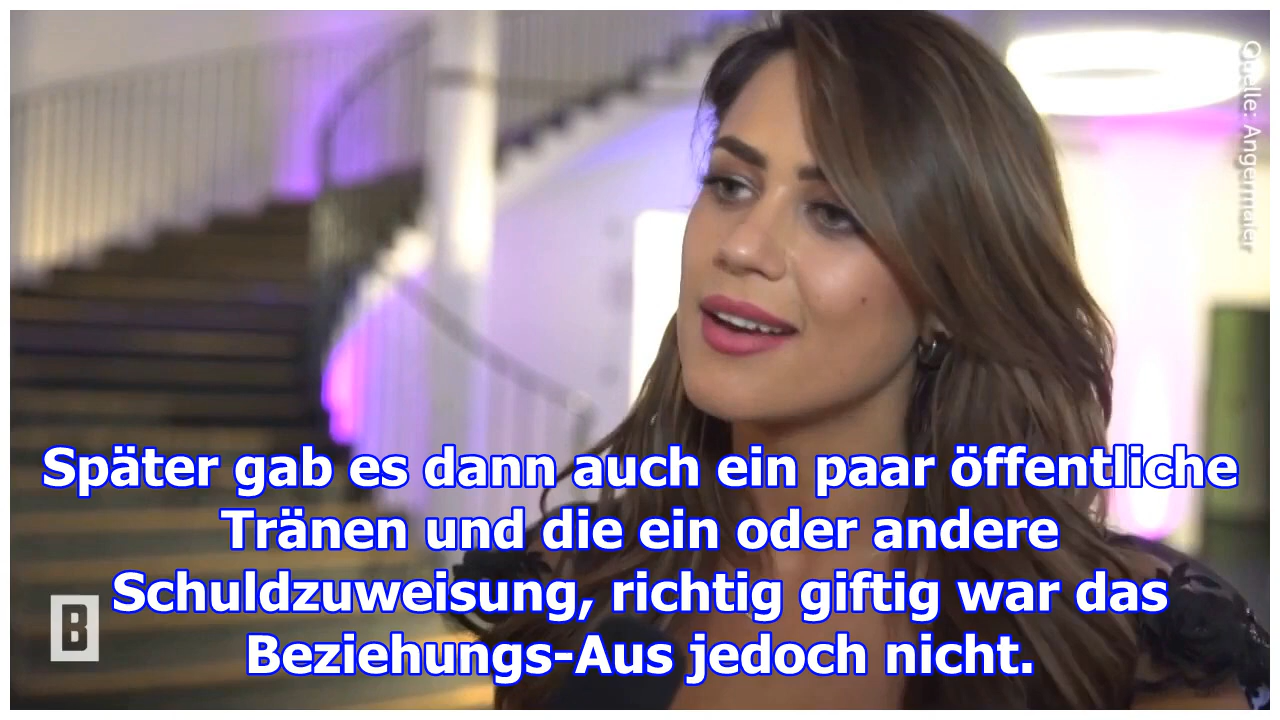 Quelle: Angermaier
Später gab es dann auch ein paar öffentliche
Tränen und die ein oder andere
Schuldzuweisung, richtig giftig war das
Beziehungs-Aus jedoch nicht.
B